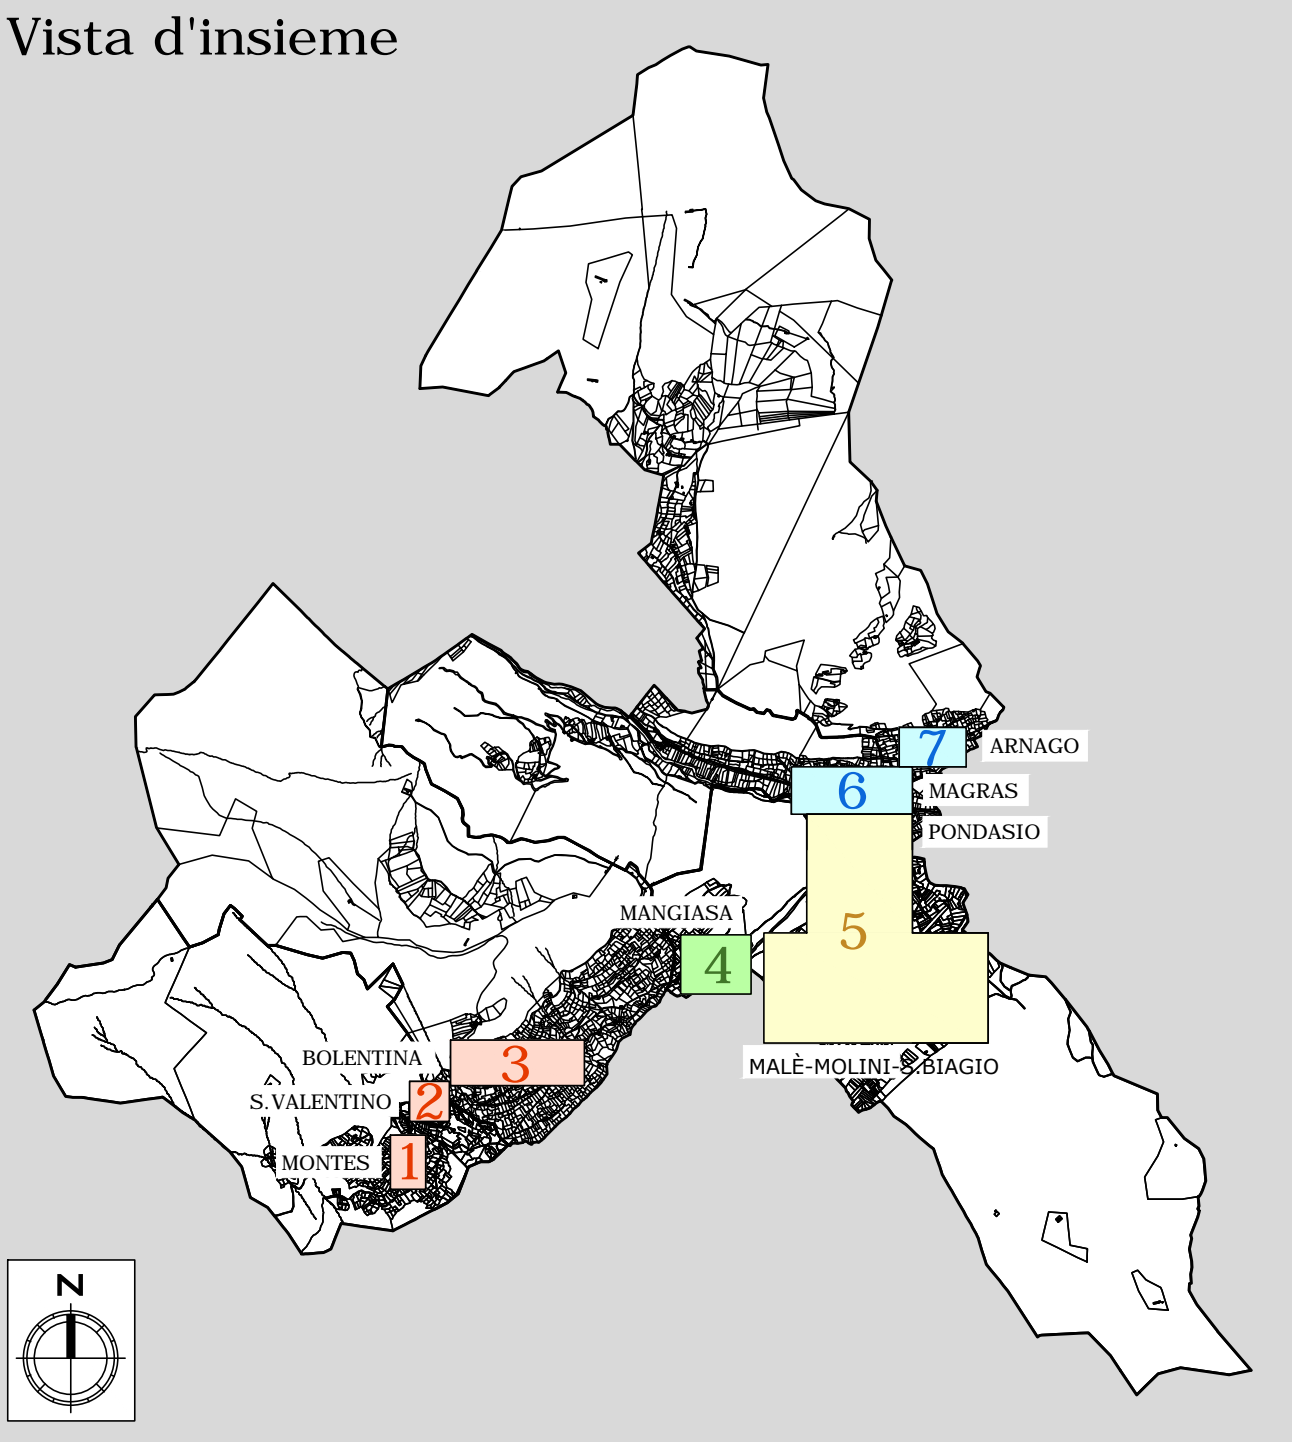 Vista d'insieme
7
ARNAGO
6
MAGRAS
PONDASIO
MANGIASA
5
4
BOLENTINA
3
MALÈ-MOLINI-S.BIAGIO
S.VALENTINO
2
MONTES
1
N